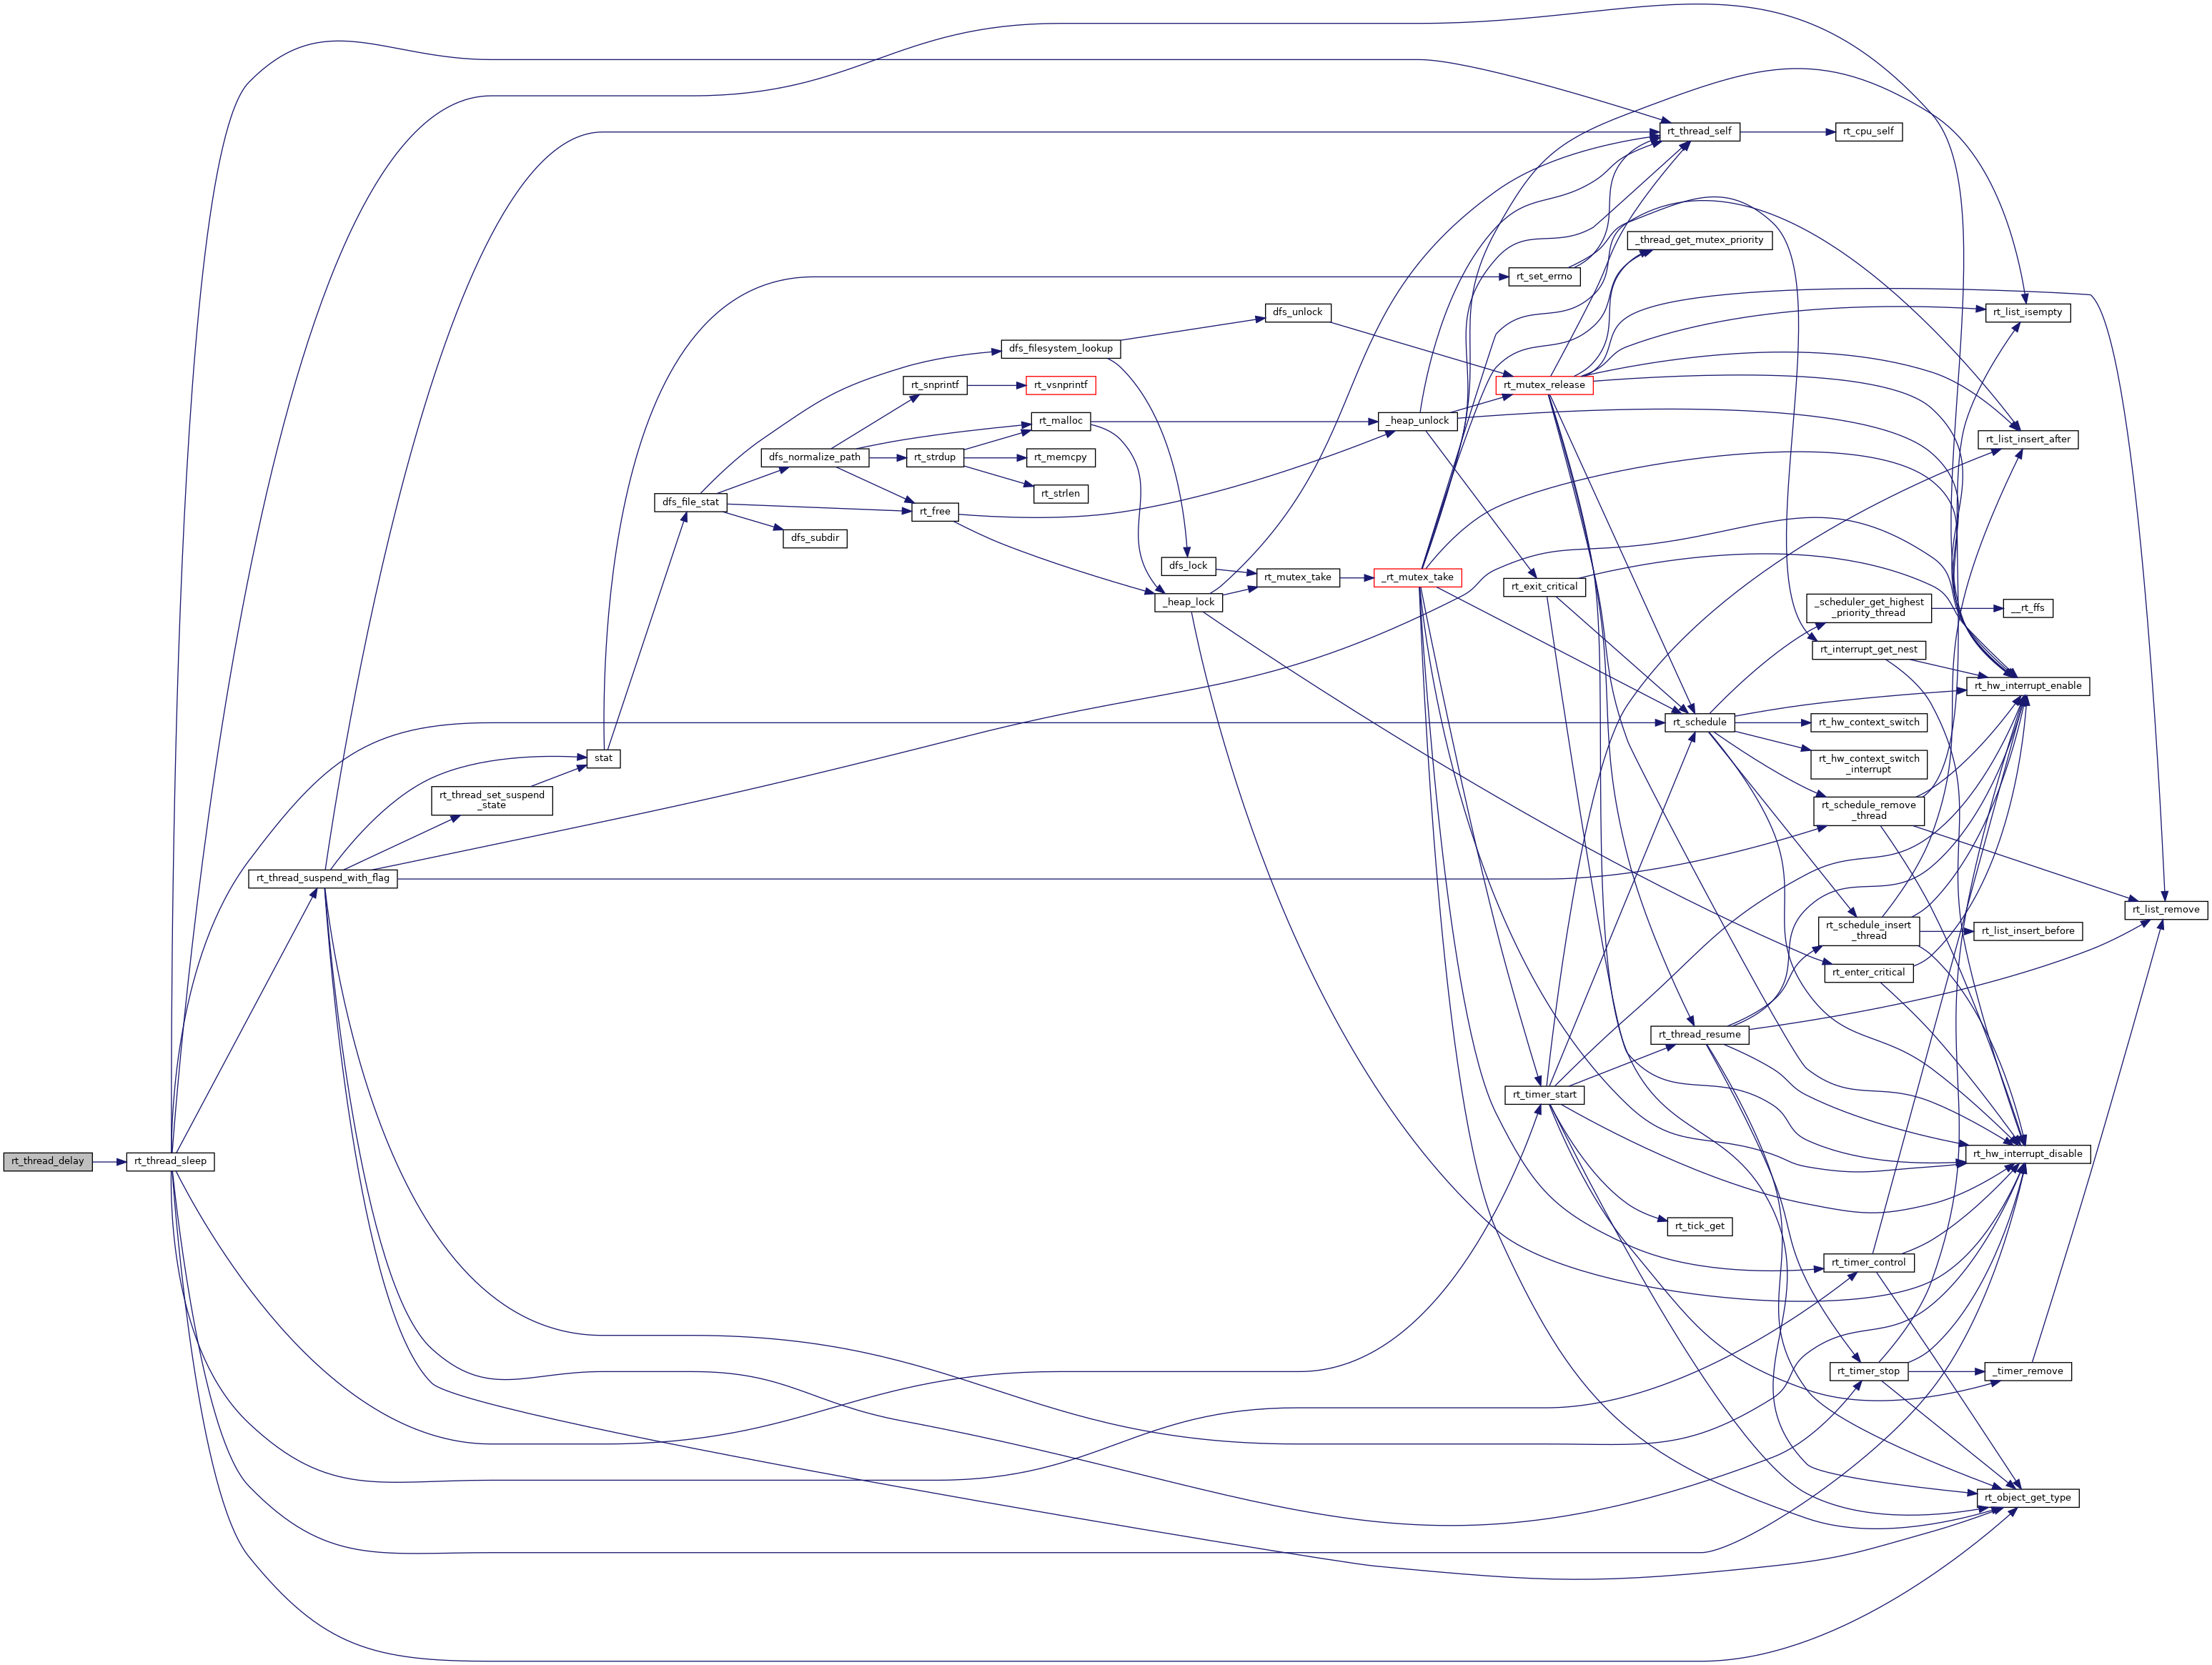 rt_thread_self
rt_cpu_self
_thread_get_mutex_priority
rt_set_errno
dfs_unlock
rt_list_isempty
dfs_filesystem_lookup
rt_snprintf
rt_vsnprintf
rt_mutex_release
rt_malloc
_heap_unlock
rt_list_insert_after
dfs_normalize_path
rt_strdup
rt_memcpy
rt_strlen
dfs_file_stat
rt_free
dfs_subdir
dfs_lock
rt_mutex_take
_rt_mutex_take
rt_exit_critical
_heap_lock
_scheduler_get_highest
_priority_thread
__rt_ffs
rt_interrupt_get_nest
rt_hw_interrupt_enable
rt_schedule
rt_hw_context_switch
stat
rt_hw_context_switch
_interrupt
rt_thread_set_suspend
_state
rt_schedule_remove
_thread
rt_thread_suspend_with_flag
rt_list_remove
rt_schedule_insert
_thread
rt_list_insert_before
rt_enter_critical
rt_thread_resume
rt_timer_start
rt_thread_delay
rt_thread_sleep
rt_hw_interrupt_disable
rt_tick_get
rt_timer_control
rt_timer_stop
_timer_remove
rt_object_get_type